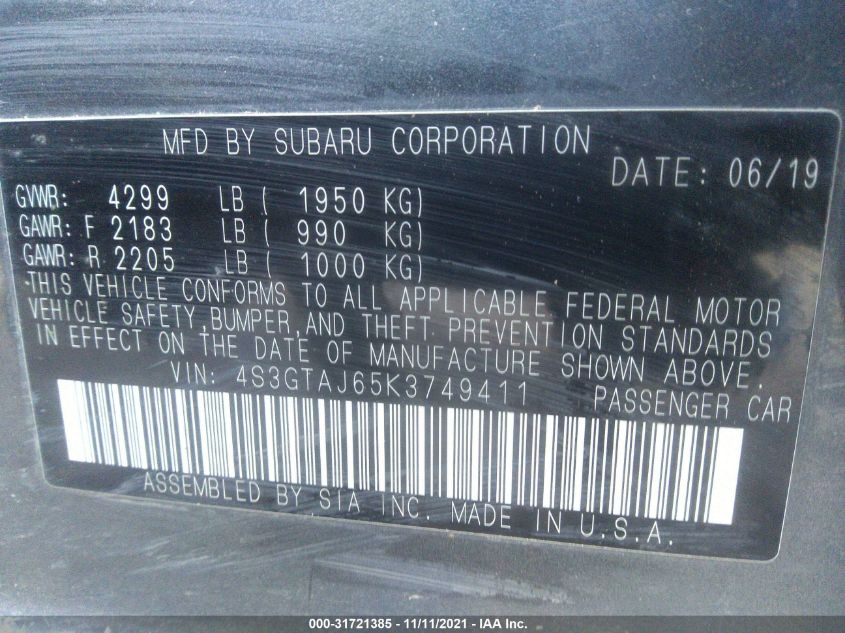 MFD BY SUBARU CORPORATION
DATE: 06/19
GVWR: 4299 LB ( 1950 KG)
GAWR: F 2183 LB ( 990 KG)
GAWR: R 2205 LB ( 1000 KG)
THIS VEHICLE CONFORMS TO ALL APPLICABLE FEDERAL MOTOR
VEHICLE SAFETY,BUMPER,AND THEFT PREVENTION STANDARDS
IN EFFECT ON THE DATE OF MANUFACTURE SHOWN ABOVE.
VIN: 4S3GTAJ65K3749411 PASSENGER CAR
ASSEMBLED BY SIA INC. MADE IN U.S.A.
000-31721385 - 11/11/2021 - IAA Inc.